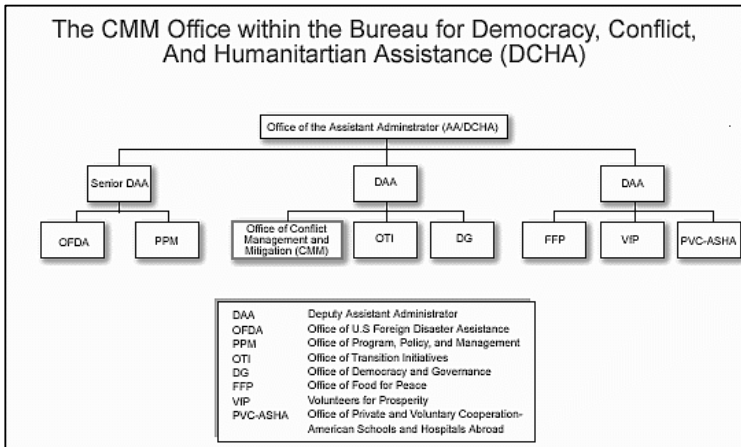 The CMM Office within the Bureau for Democracy, Conflict,
And Humanitartian Assistance (DCHA)
Office of the Assistant Adminstrator (AA/DCHA)
Senior DAA
DAA
DAA
OFDA
PPM
Office of Conflict
Management and
Mitigation (CMM)
OTI
DG
FFP
VfP
PVC-ASHA
DAA Deputy Assistant Administrator
OFDA Office of U.S Foreign Disaster Assistance
PPM Office of Program, Policy, and Management
OTI Office of Transition Initiatives
DG Office of Democracy and Governance
FFP Office of Food for Peace
VfP Volunteers for Prosperity
PVC-ASHA Office of Private and Voluntary Cooperation-
American Schools and Hospitals Abroad